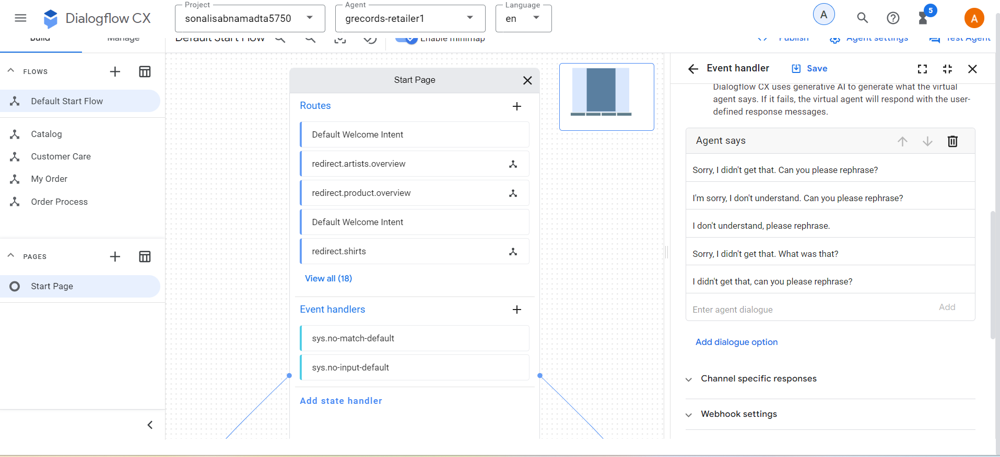 Dialogflow CX
Project
sonalisabnamadta5750
Agent
grecords-retailer1
Language
en
A
5
A
Build
Manage
Default Start Flow
Enable minimap
Publish
Agent settings
Test Agent
FLOWS
Default Start Flow
Catalog
Customer Care
My Order
Order Process
PAGES
Start Page
Start Page
Routes
Default Welcome Intent
redirect.artists.overview
redirect.product.overview
Default Welcome Intent
redirect.shirts
View all (18)
Event handlers
sys.no-match-default
sys.no-input-default
Add state handler
Event handler
Save
Dialogflow CX uses generative AI to generate what the virtual
agent says. If it fails, the virtual agent will respond with the user-
defined response messages.
Agent says
Sorry, I didn't get that. Can you please rephrase?
I'm sorry, I don't understand. Can you please rephrase?
I don't understand, please rephrase.
Sorry, I didn't get that. What was that?
I didn't get that, can you please rephrase?
Enter agent dialogue
Add
Add dialogue option
Channel specific responses
Webhook settings